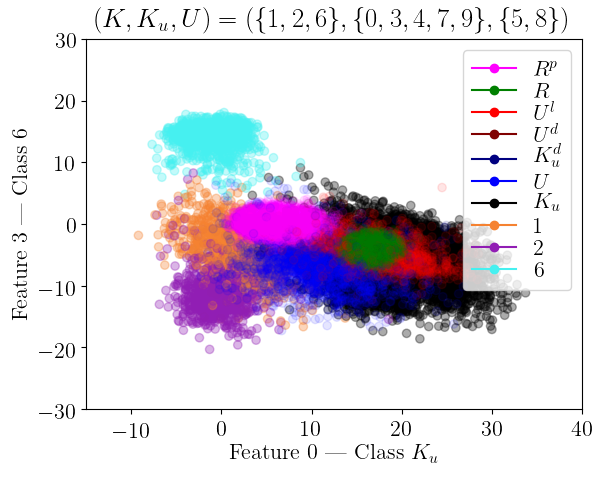 (K, K_u, U) = ({1, 2, 6}, {0, 3, 4, 7, 9}, {5, 8})
30
20
10
0
−10
−20
−30
Feature 3 — Class 6
R^p
R
U^l
U^d
K_u^d
U
K_u
1
2
6
−10
0
10
20
30
40
Feature 0 — Class K_u